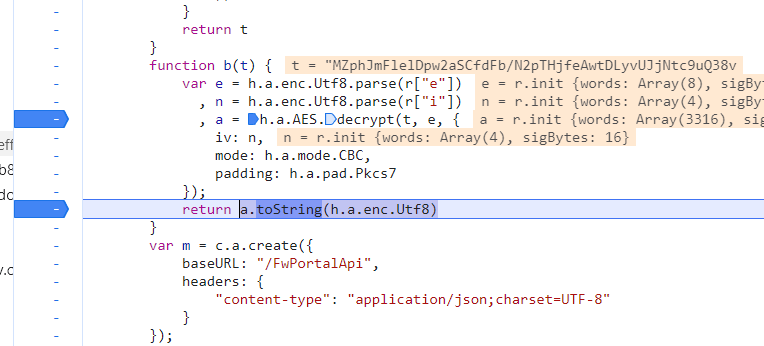 }
return t
}
function b(t) { t = "MZphJmFlelDpw2aSCfdFb/N2pTHjfeAwtDLyvUJjNtc9uQ38v
var e = h.a.enc.Utf8.parse(r["e"]) e = r.init {words: Array(8), sigBy
, n = h.a.enc.Utf8.parse(r["i"]) n = r.init {words: Array(4), sigByt
- , a = h.a.AES.decrypt(t, e, { a = r.init {words: Array(3316), sig
eff
iv: n, n = r.init {words: Array(4), sigBytes: 16}
b8
mode: h.a.mode.CBC,
do
padding: h.a.pad.Pkcs7
});
- return a.toString(h.a.enc.Utf8)
}
var m = c.a.create({
baseURL: "/FwPortalApi",
headers: {
"content-type": "application/json;charset=UTF-8"
}
});